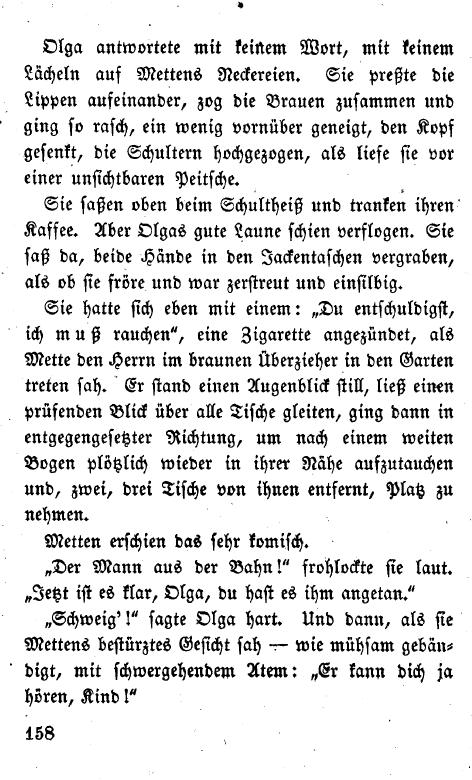 Olga antwortete mit keinem Wort, mit keinem
Lächeln auf Mettens Neckereien. Sie preßte die
Lippen aufeinander, zog die Brauen zusammen und
ging so rasch, ein wenig vornüber geneigt, den Kopf
gesenkt, die Schultern hochgezogen, als liefe sie vor
einer unsichtbaren Peitsche.
Sie saßen oben beim Schultheiß und tranken ihren
Kaffee. Aber Olgas gute Laune schien verflogen. Sie
saß da, beide Hände in den Jackentaschen vergraben,
als ob sie fröre und war zerstreut und einsilbig.
Sie hatte sich eben mit einem: „Du entschuldigst,
ich muß rauchen“, eine Zigarette angezündet, als
Mette den Herrn im braunen Überzieher in den Garten
treten sah. Er stand einen Augenblick still, ließ einen
prüfenden Blick über alle Tische gleiten, ging dann in
entgegengesetzter Richtung, um nach einem weiten
Bogen plötzlich wieder in ihrer Nähe aufzutauchen
und, zwei, drei Tische von ihnen entfernt, Platz zu
nehmen.
Metten erschien das sehr komisch.
„Der Mann aus der Bahn!“ frohlockte sie laut.
„Jetzt ist es klar, Olga, du hast es ihm angetan.“
„Schweig'!“ sagte Olga hart. Und dann, als sie
Mettens bestürztes Gesicht sah — wie mühsam gebän-
digt, mit schwergehendem Atem: „Er kann dich ja
hören, Kind!“
158